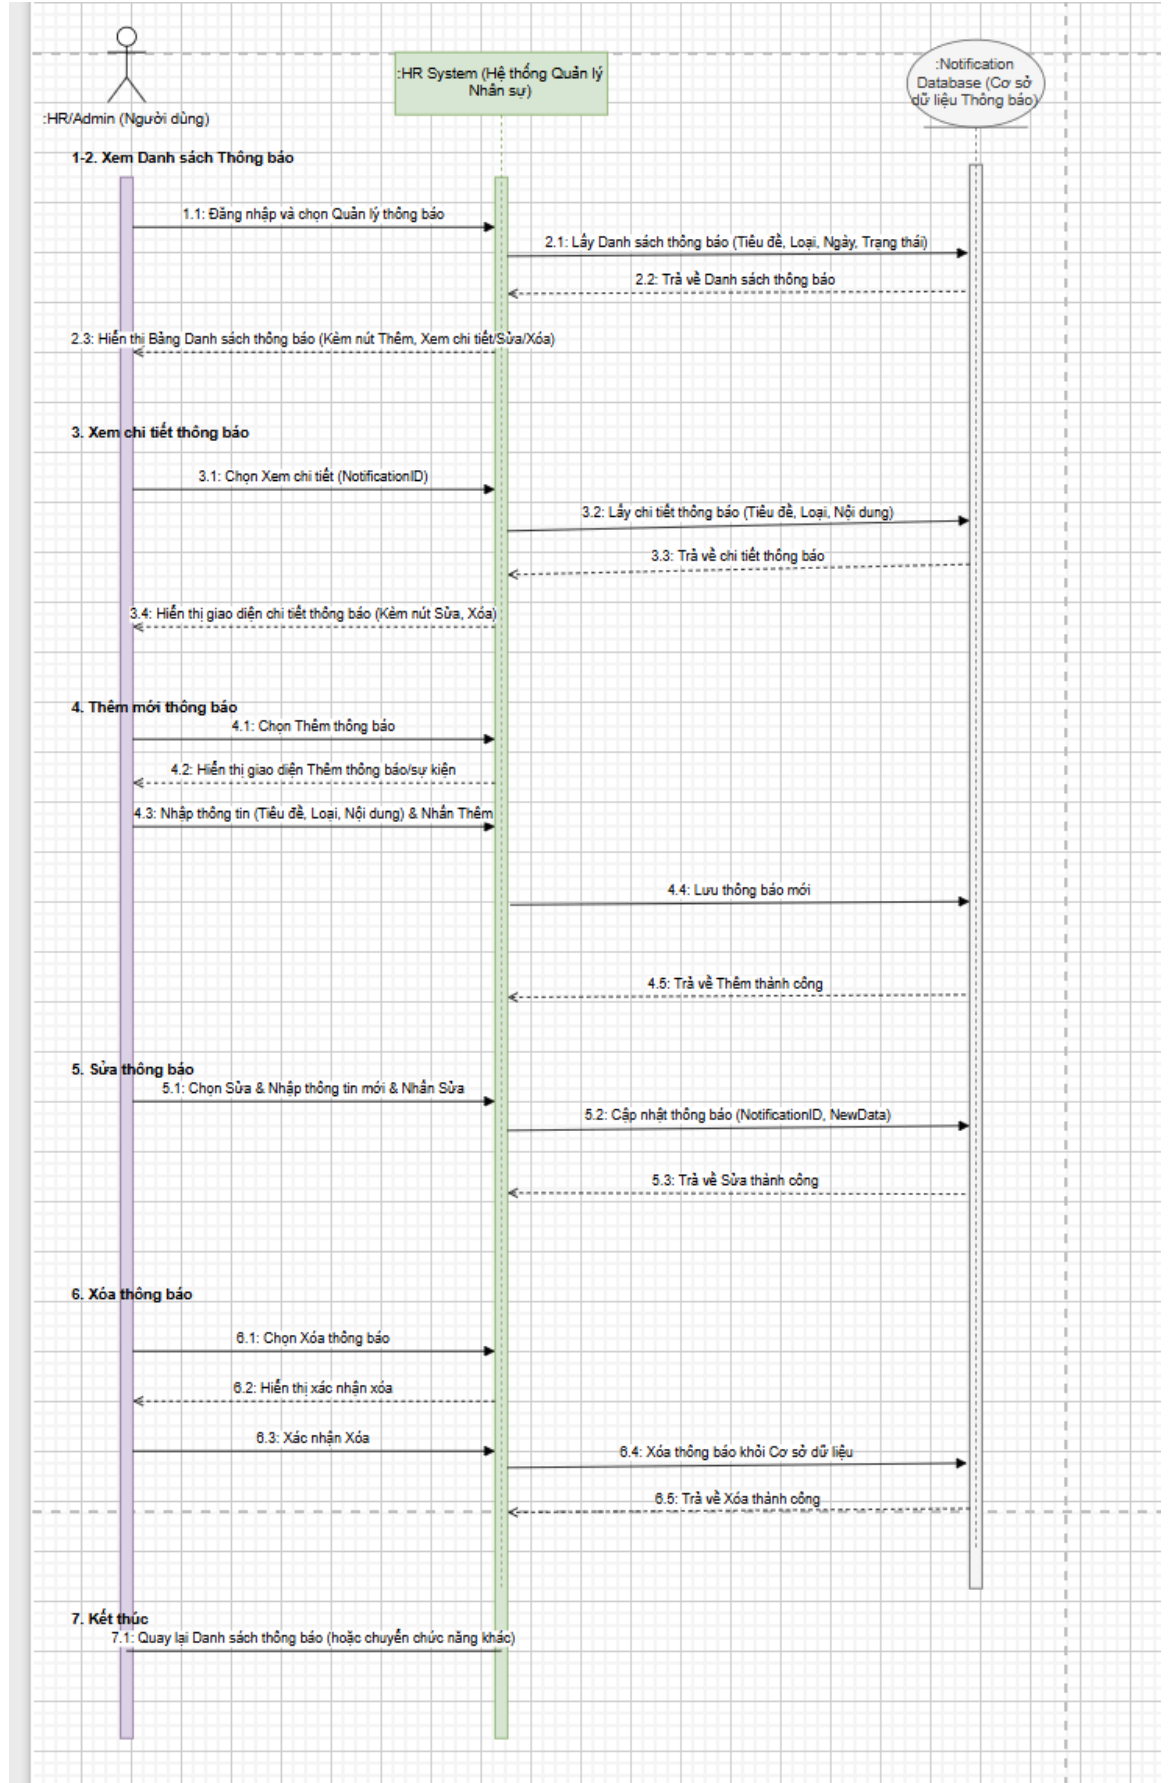 :HR/Admin (Người dùng)
:HR System (Hệ thống Quản lý
Nhân sự)
:Notification
Database (Cơ sở
dữ liệu Thông báo)
1-2. Xem Danh sách Thông báo
1.1: Đăng nhập và chọn Quản lý thông báo
2.1: Lấy Danh sách thông báo (Tiêu đề, Loại, Ngày, Trạng thái)
2.2: Trả về Danh sách thông báo
2.3: Hiển thị Bảng Danh sách thông báo (Kèm nút Thêm, Xem chi tiết/Sửa/Xóa)
3. Xem chi tiết thông báo
3.1: Chọn Xem chi tiết (NotificationID)
3.2: Lấy chi tiết thông báo (Tiêu đề, Loại, Nội dung)
3.3: Trả về chi tiết thông báo
3.4: Hiển thị giao diện chi tiết thông báo (Kèm nút Sửa, Xóa)
4. Thêm mới thông báo
4.1: Chọn Thêm thông báo
4.2: Hiển thị giao diện Thêm thông báo/sự kiện
4.3: Nhập thông tin (Tiêu đề, Loại, Nội dung) & Nhấn Thêm
4.4: Lưu thông báo mới
4.5: Trả về Thêm thành công
5. Sửa thông báo
5.1: Chọn Sửa & Nhập thông tin mới & Nhấn Sửa
5.2: Cập nhật thông báo (NotificationID, NewData)
5.3: Trả về Sửa thành công
6. Xóa thông báo
6.1: Chọn Xóa thông báo
6.2: Hiển thị xác nhận xóa
6.3: Xác nhận Xóa
6.4: Xóa thông báo khỏi Cơ sở dữ liệu
6.5: Trả về Xóa thành công
7. Kết thúc
7.1: Quay lại Danh sách thông báo (hoặc chuyển chức năng khác)